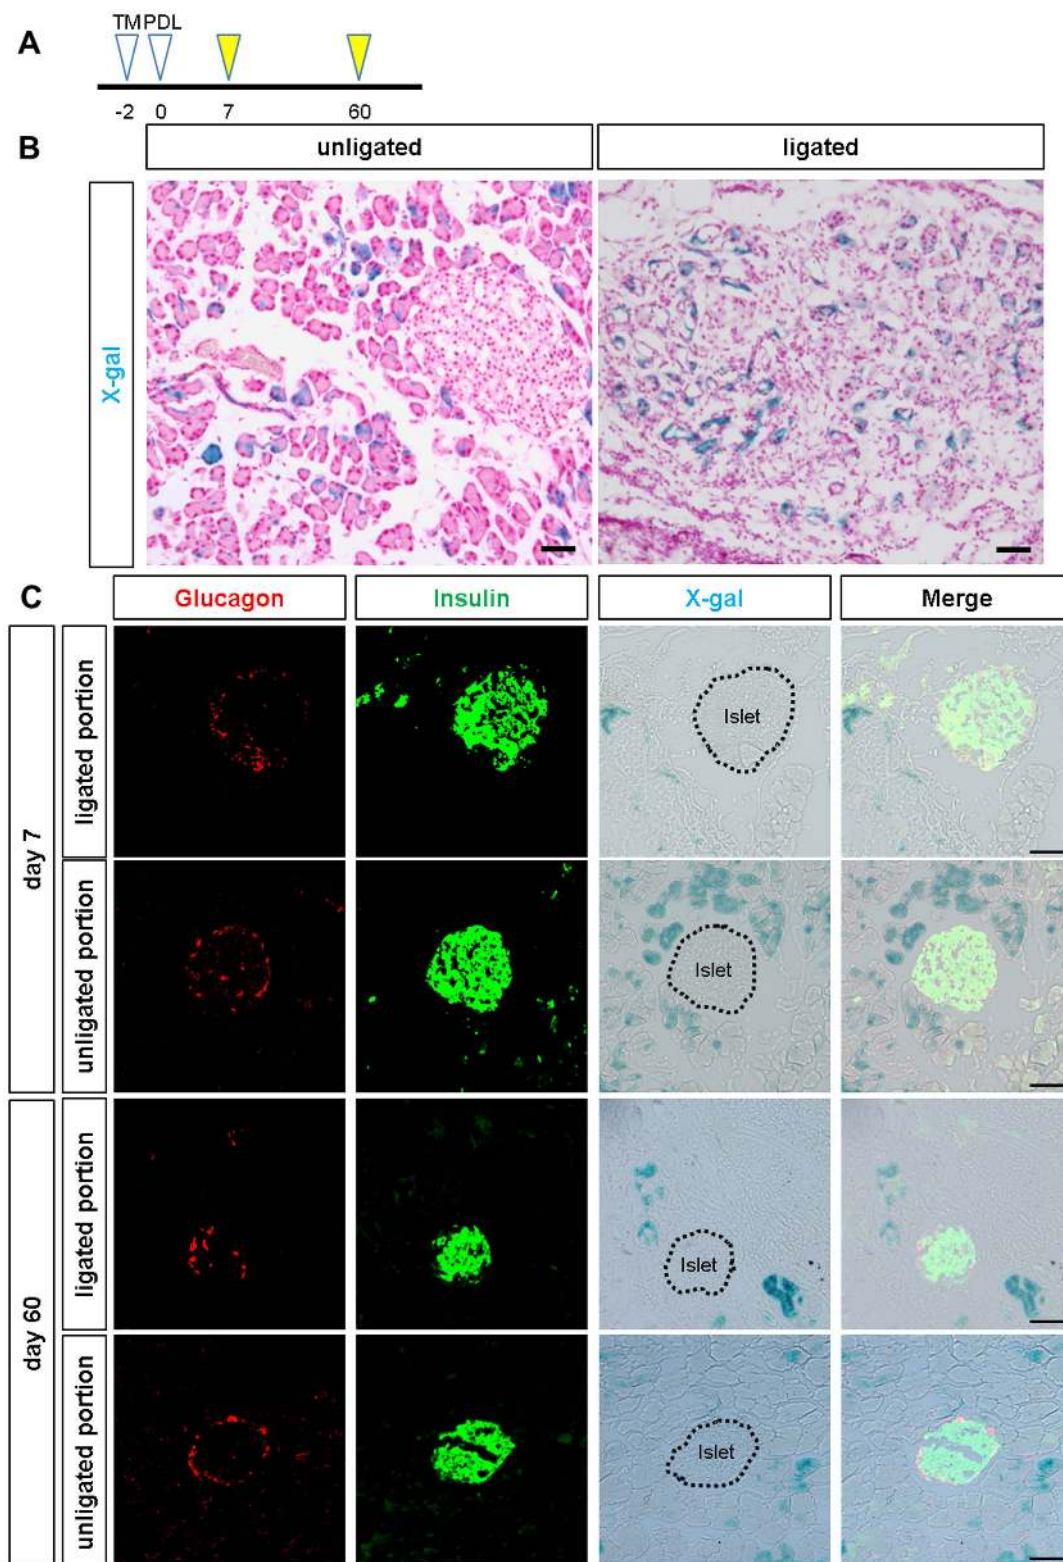 A
TM PDL
-2 0 7 60
B
unligated ligated
X-gal
C
Glucagon Insulin X-gal Merge
day 7
ligated portion
Islet
unligated portion
Islet
day 60
ligated portion
Islet
unligated portion
Islet